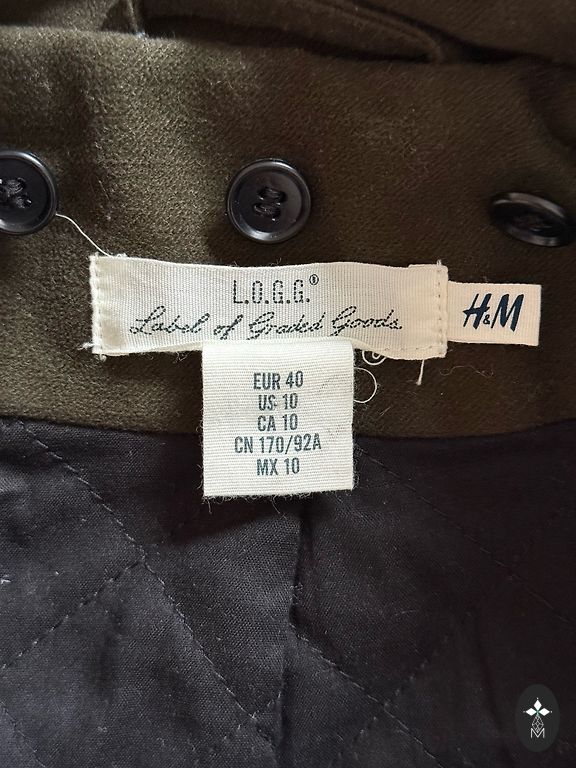 L.O.G.G.®
Label of Graded Goods
H&M
EUR 40
US 10
CA 10
CN 170/92A
MX 10
M